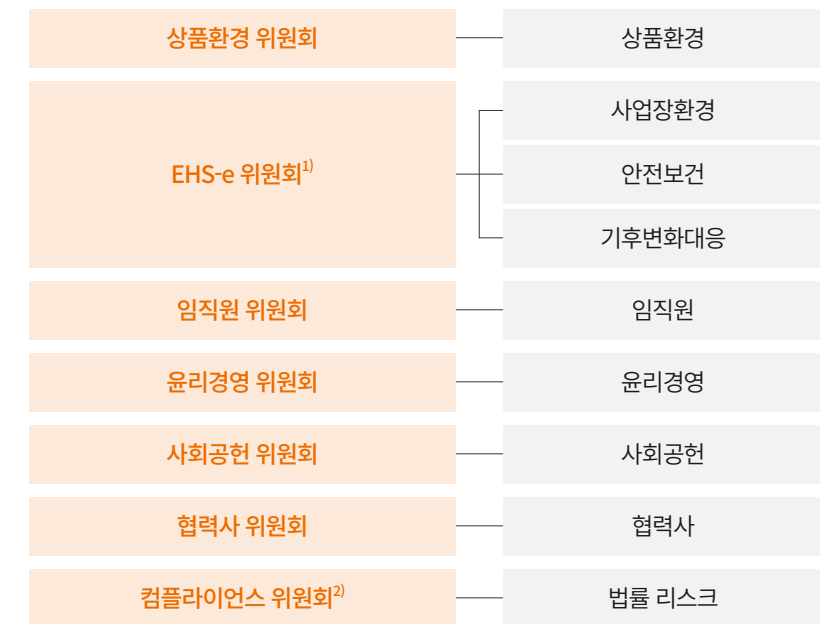 상품환경 위원회
상품환경
EHS-e 위원회1)
사업장환경
안전보건
기후변화대응
임직원 위원회
임직원
윤리경영 위원회
윤리경영
사회공헌 위원회
사회공헌
협력사 위원회
협력사
컴플라이언스 위원회2)
법률 리스크